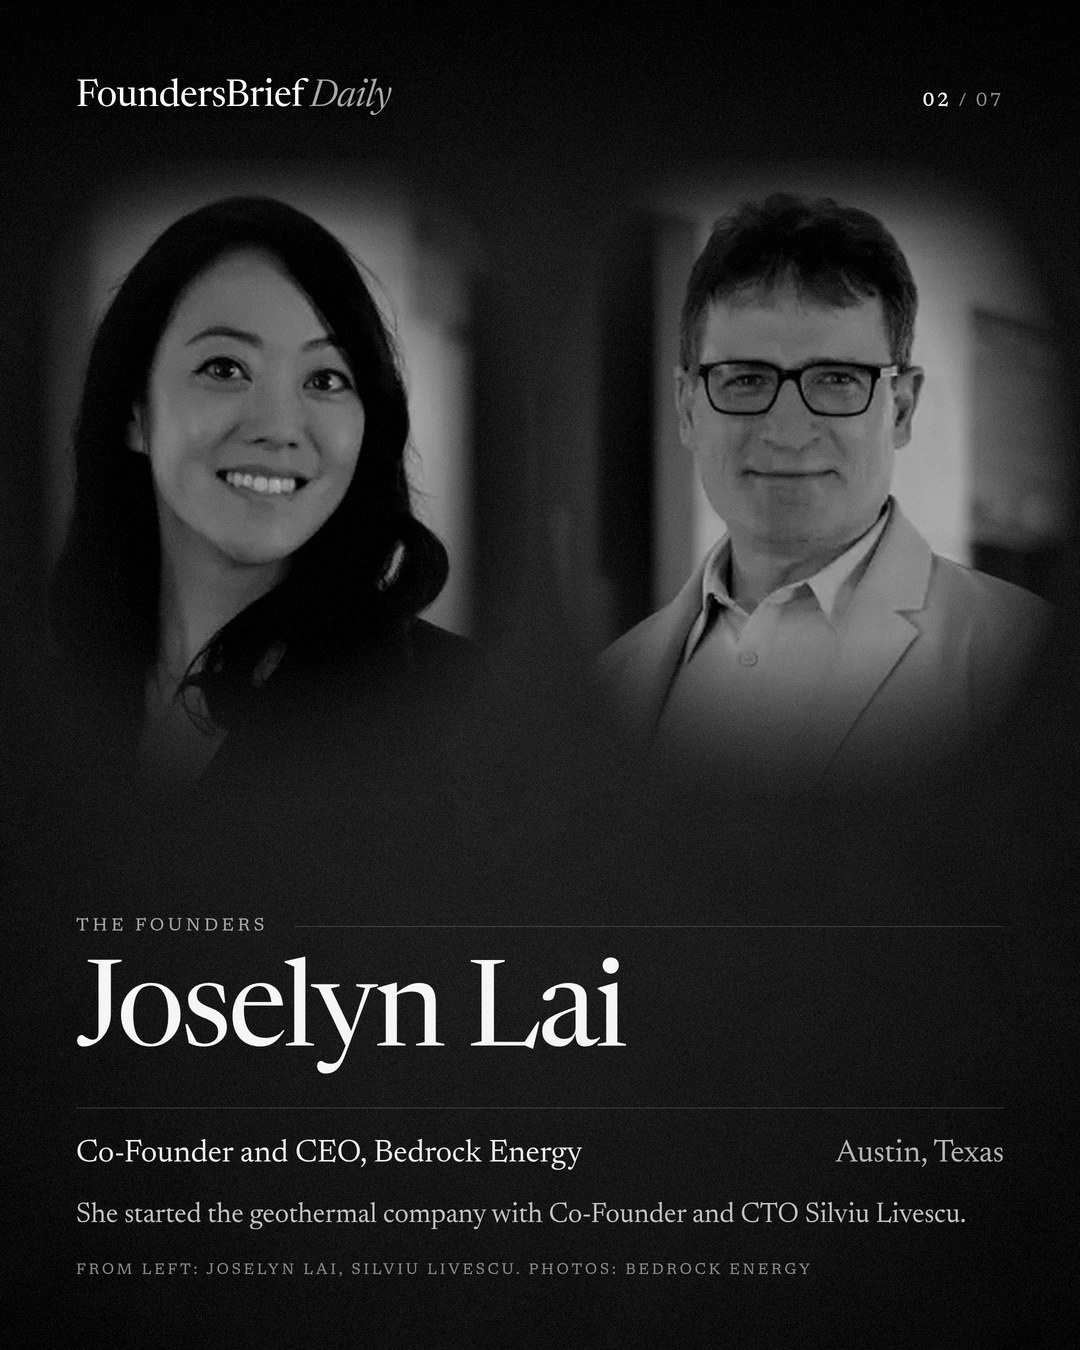 FoundersBrief Daily
02 / 07
THE FOUNDERS
Joselyn Lai
Co-Founder and CEO, Bedrock Energy
Austin, Texas
She started the geothermal company with Co-Founder and CTO Silviu Livescu.
FROM LEFT: JOSELYN LAI, SILVIU LIVESCU. PHOTOS: BEDROCK ENERGY